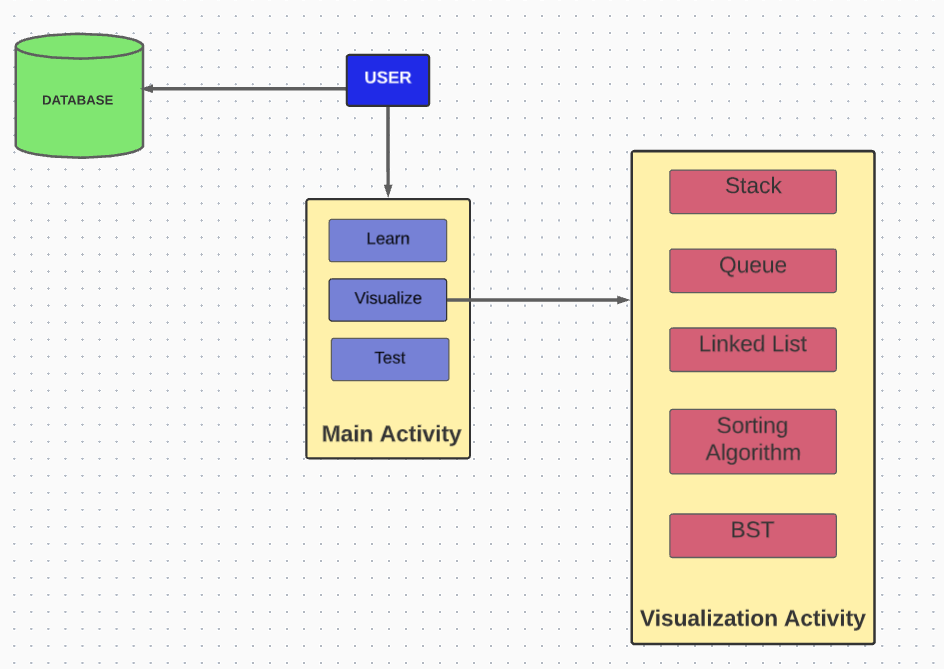 USER
DATABASE
Learn
Visualize
Test
Main Activity
Stack
Queue
Linked List
Sorting
Algorithm
BST
Visualization Activity